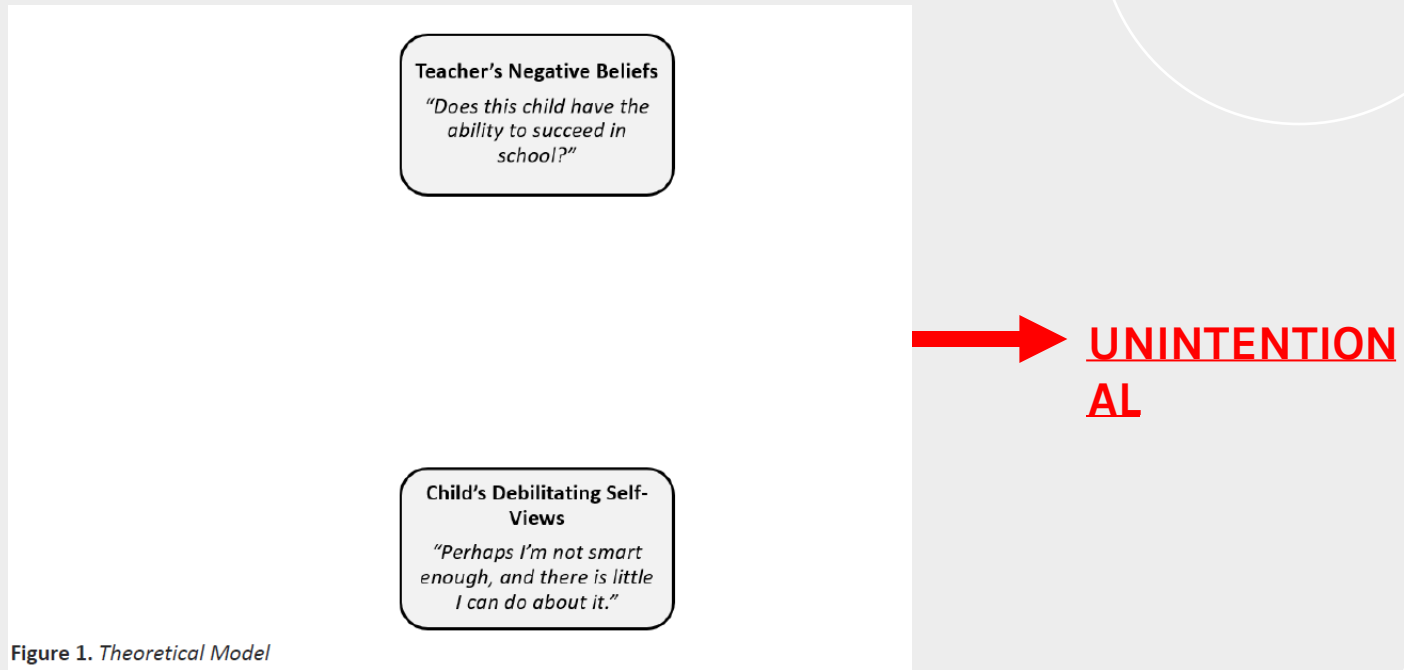 Teacher’s Negative Beliefs
“Does this child have the
ability to succeed in
school?”
UNINTENTION
AL
Child’s Debilitating Self-
Views
“Perhaps I’m not smart
enough, and there is little
I can do about it.”
Figure 1. Theoretical Model